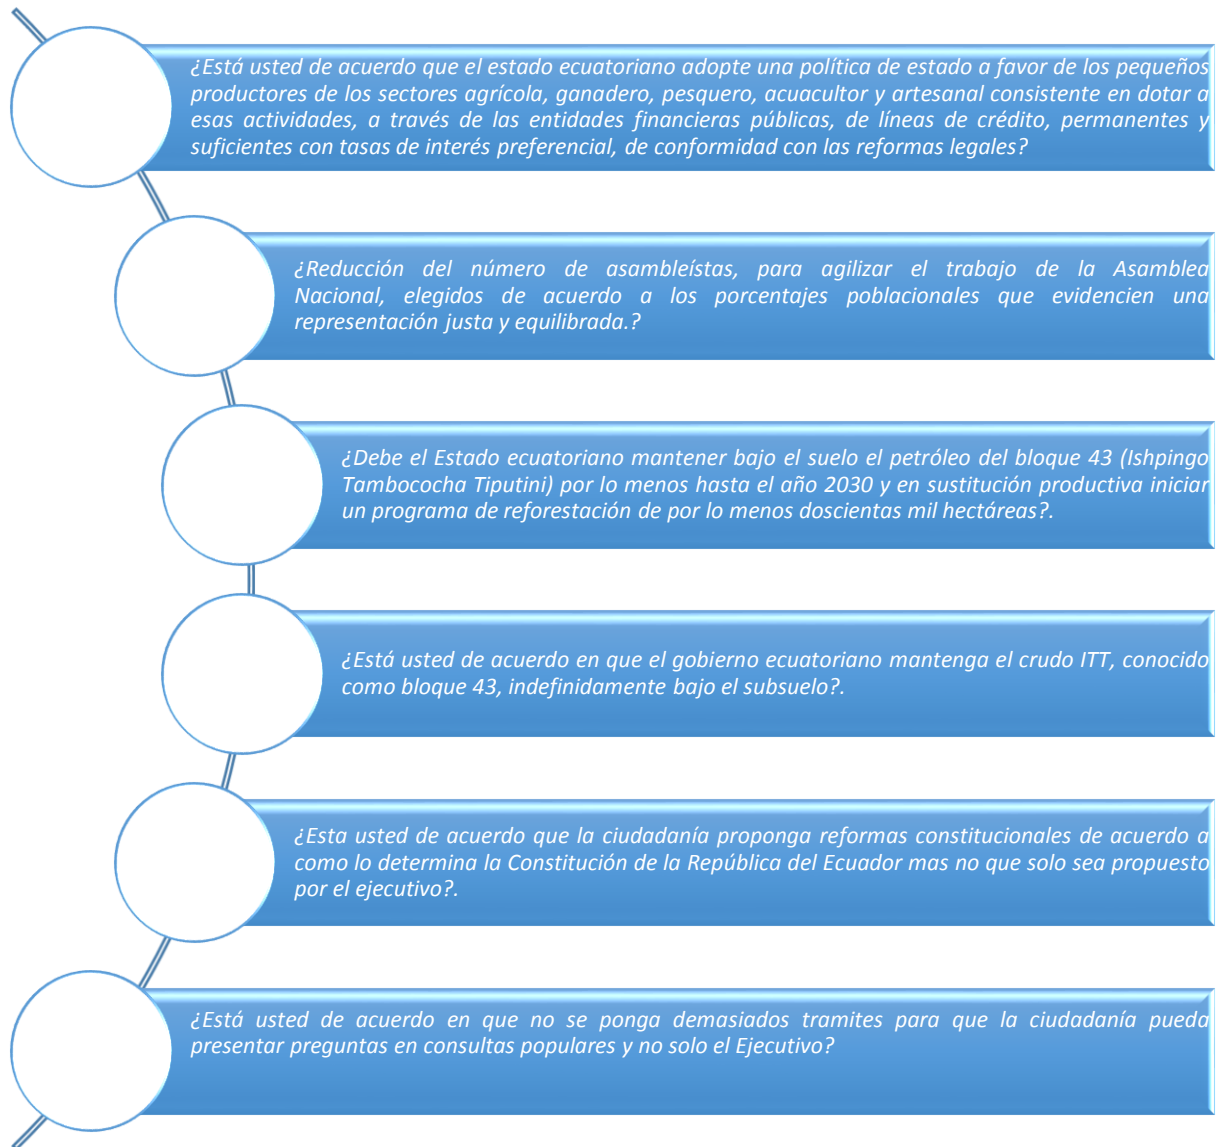 ¿Está usted de acuerdo que el estado ecuatoriano adopte una política de estado a favor de los pequeños
productores de los sectores agrícola, ganadero, pesquero, acuacultor y artesanal consistente en dotar a
esas actividades, a través de las entidades financieras públicas, de líneas de crédito, permanentes y
suficientes con tasas de interés preferencial, de conformidad con las reformas legales?
¿Reducción del número de asambleístas, para agilizar el trabajo de la Asamblea
Nacional, elegidos de acuerdo a los porcentajes poblacionales que evidencien una
representación justa y equilibrada.?
¿Debe el Estado ecuatoriano mantener bajo el suelo el petróleo del bloque 43 (Ishpingo
Tambococha Tiputini) por lo menos hasta el año 2030 y en sustitución productiva iniciar
un programa de reforestación de por lo menos doscientas mil hectáreas?.
¿Está usted de acuerdo en que el gobierno ecuatoriano mantenga el crudo ITT, conocido
como bloque 43, indefinidamente bajo el subsuelo?.
¿Esta usted de acuerdo que la ciudadanía proponga reformas constitucionales de acuerdo a
como lo determina la Constitución de la República del Ecuador mas no que solo sea propuesto
por el ejecutivo?.
¿Está usted de acuerdo en que no se ponga demasiados tramites para que la ciudadanía pueda
presentar preguntas en consultas populares y no solo el Ejecutivo?